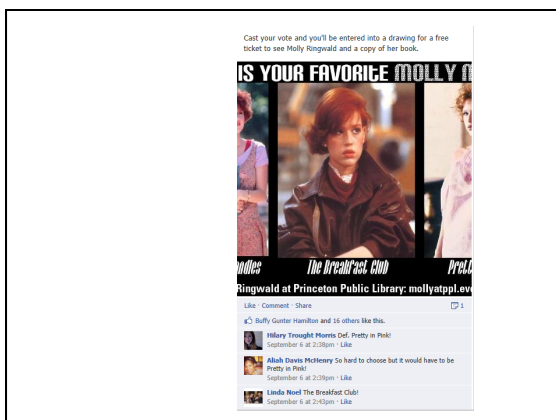 Cast your vote and you'll be entered into a drawing for a free
ticket to see Molly Ringwald and a copy of her book.
IS YOUR FAVORITE MOLLY M
The Breakfast Club
Ringwald at Princeton Public Library: mollyatppl.eve
Like · Comment · Share 1
Buffy Gunter Hamilton and 16 others like this.
Hilary Trought Morris Def. Pretty in Pink!
September 6 at 2:38pm · Like
Aliah Davis McHenry So hard to choose but it would have to be
Pretty in Pink!
September 6 at 2:39pm · Like
Linda Noel The Breakfast Club!
September 6 at 2:43pm · Like